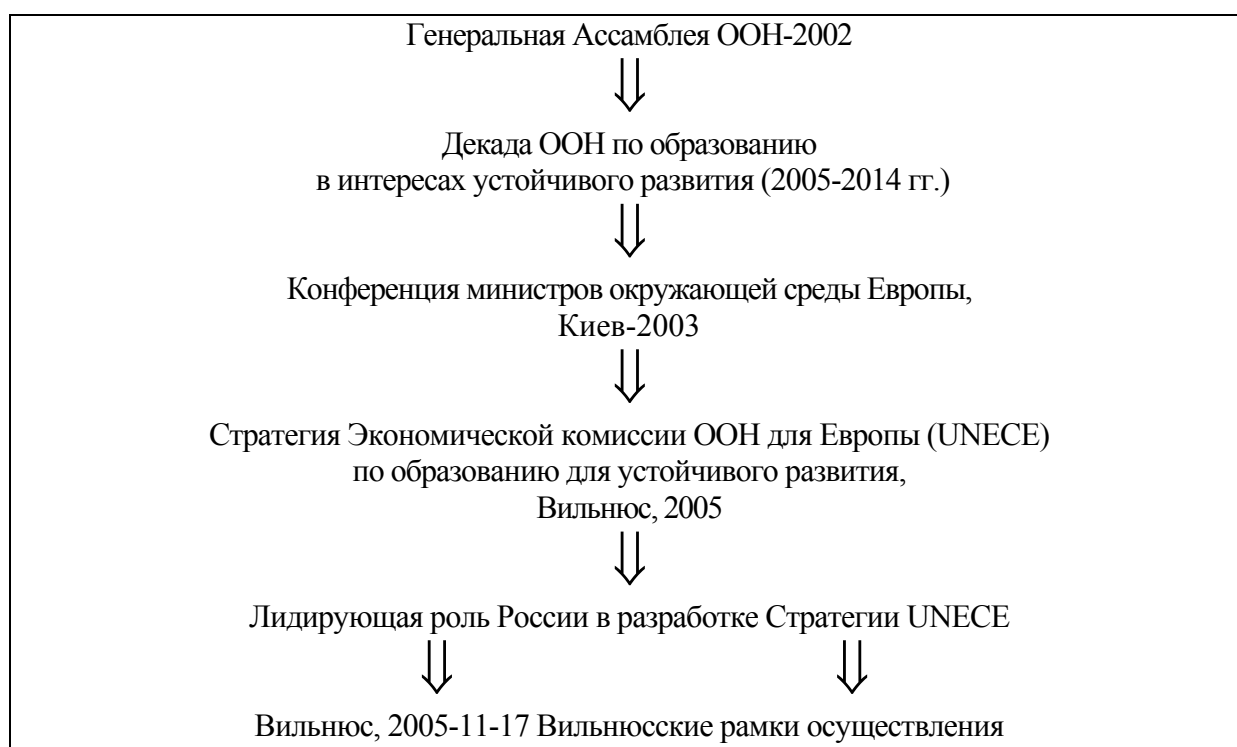 Генеральная Ассамблея ООН-2002
Декада ООН по образованию
в интересах устойчивого развития (2005-2014 гг.)
Конференция министров окружающей среды Европы,
Киев-2003
Стратегия Экономической комиссии ООН для Европы (UNECE)
по образованию для устойчивого развития,
Вильнюс, 2005
Лидирующая роль России в разработке Стратегии UNECE
Вильнюс, 2005-11-17 Вильнюсские рамки осуществления